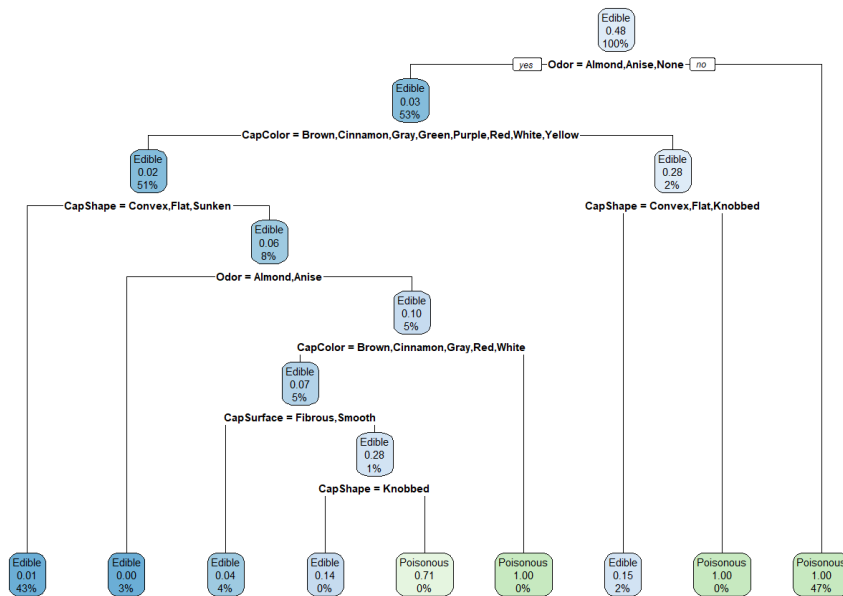 Edible
0.48
100%
yes Odor = Almond,Anise,None no
Edible
0.03
53%
CapColor = Brown,Cinnamon,Gray,Green,Purple,Red,White,Yellow
Edible
0.02
51%
Edible
0.28
2%
CapShape = Convex,Flat,Sunken
CapShape = Convex,Flat,Knobbed
Edible
0.06
8%
Odor = Almond,Anise
Edible
0.10
5%
CapColor = Brown,Cinnamon,Gray,Red,White
Edible
0.07
5%
CapSurface = Fibrous,Smooth
Edible
0.28
1%
CapShape = Knobbed
Edible
0.01
43%
Edible
0.00
3%
Edible
0.04
4%
Edible
0.14
0%
Poisonous
0.71
0%
Poisonous
1.00
0%
Edible
0.15
2%
Poisonous
1.00
0%
Poisonous
1.00
47%